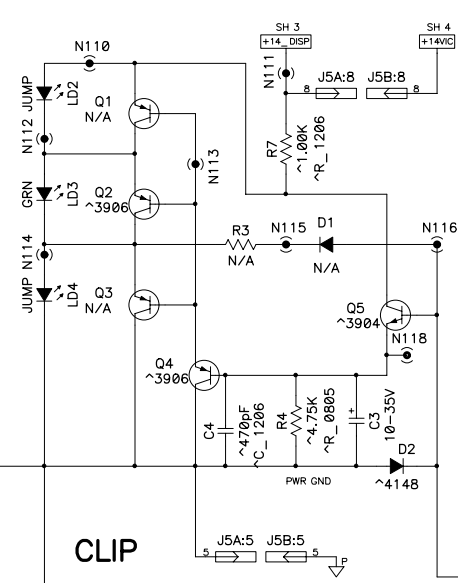 SH 3
+14_DISP
SH 4
+14VIC
N110
N111
J5A:8
J5B:8
8
8
JUMP
LD2
Q1
N/A
N112
N113
R7
^1.00K
^R_1206
GRN
LD3
Q2
^3906
R3
N/A
N115
D1
N/A
N116
N114
JUMP
LD4
Q3
N/A
Q5
^3904
N118
Q4
^3906
C4
^470pF
^C_1206
R4
^4.75K
^R_0805
+
C3
10-35V
D2
^4148
PWR GND
CLIP
J5A:5
J5B:5
5
5
P